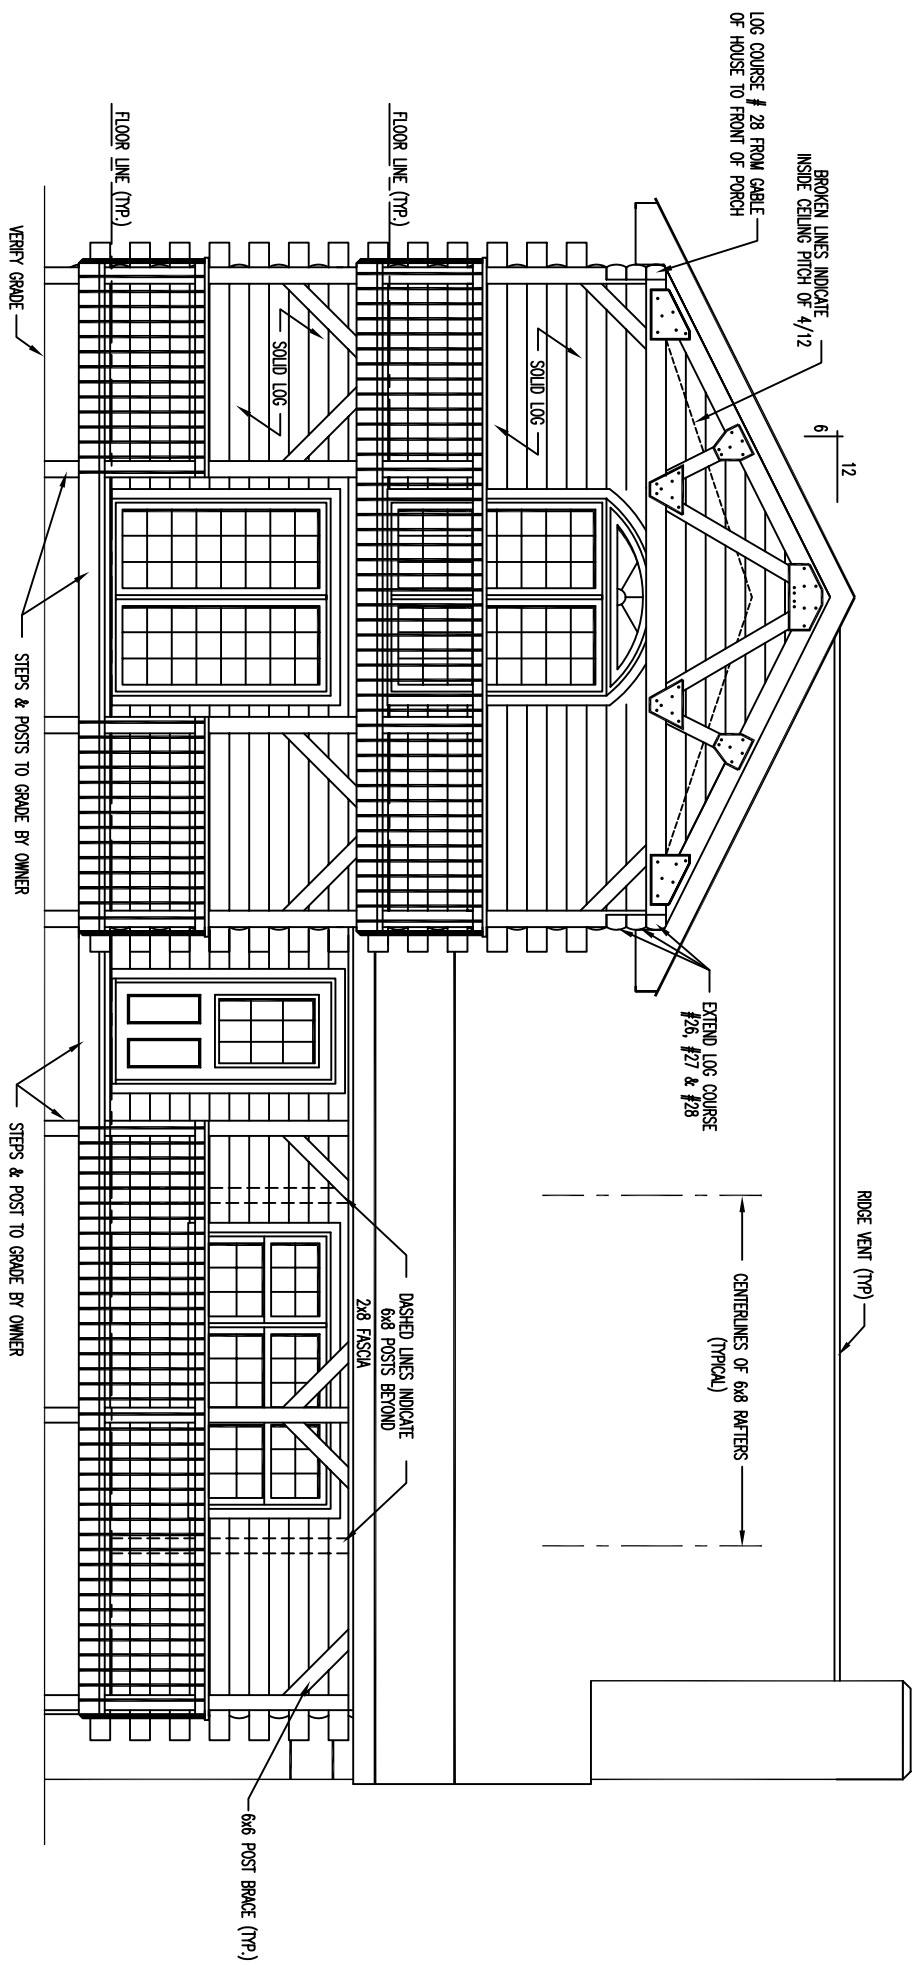 LOG COURSE # 28 FROM GABLE
OF HOUSE TO FRONT OF PORCH
BROKEN LINES INDICATE
INSIDE CEILING PITCH OF 4/12
12
6
RIDGE VENT (TYP)
CENTERLINES OF 6x8 RAFTERS
(TYPICAL)
EXTEND LOG COURSE
#26, #27 & #28
SOLID LOG
FLOOR LINE (TYP.)
DASHED LINES INDICATE
6x8 POSTS BEYOND
2x8 FASCIA
SOLID LOG
6x6 POST BRACE (TYP.)
FLOOR LINE (TYP.)
VERIFY GRADE
STEPS & POSTS TO GRADE BY OWNER
STEPS & POST TO GRADE BY OWNER